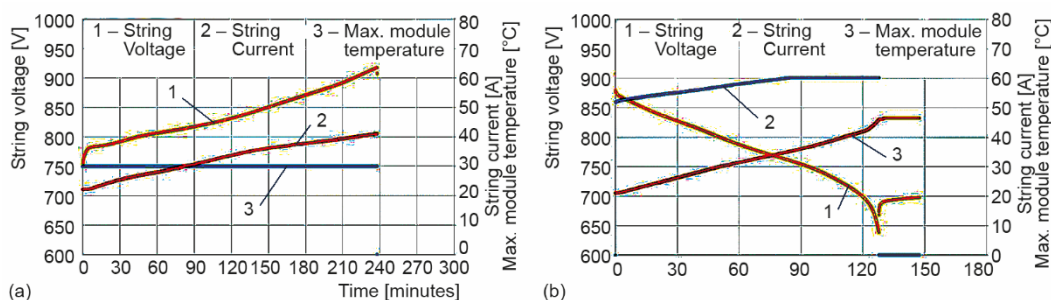 1 – String Voltage
2 – String Current
3 – Max. module temperature
String voltage [V]
1000
950
900
850
800
750
700
650
600
String current [A]
Max. module temperature [°C]
80
70
60
50
40
30
20
10
0
1
2
3
0 30 60 90 120 150 180 210 240 270 300
(a)
Time [minutes]
1 – String Voltage
2 – String Current
3 – Max. module temperature
String voltage [V]
1000
950
900
850
800
750
700
650
600
String current [A]
Max. module temperature [°C]
80
70
60
50
40
30
20
10
0
2
3
1
0 30 60 90 120 150 180
(b)